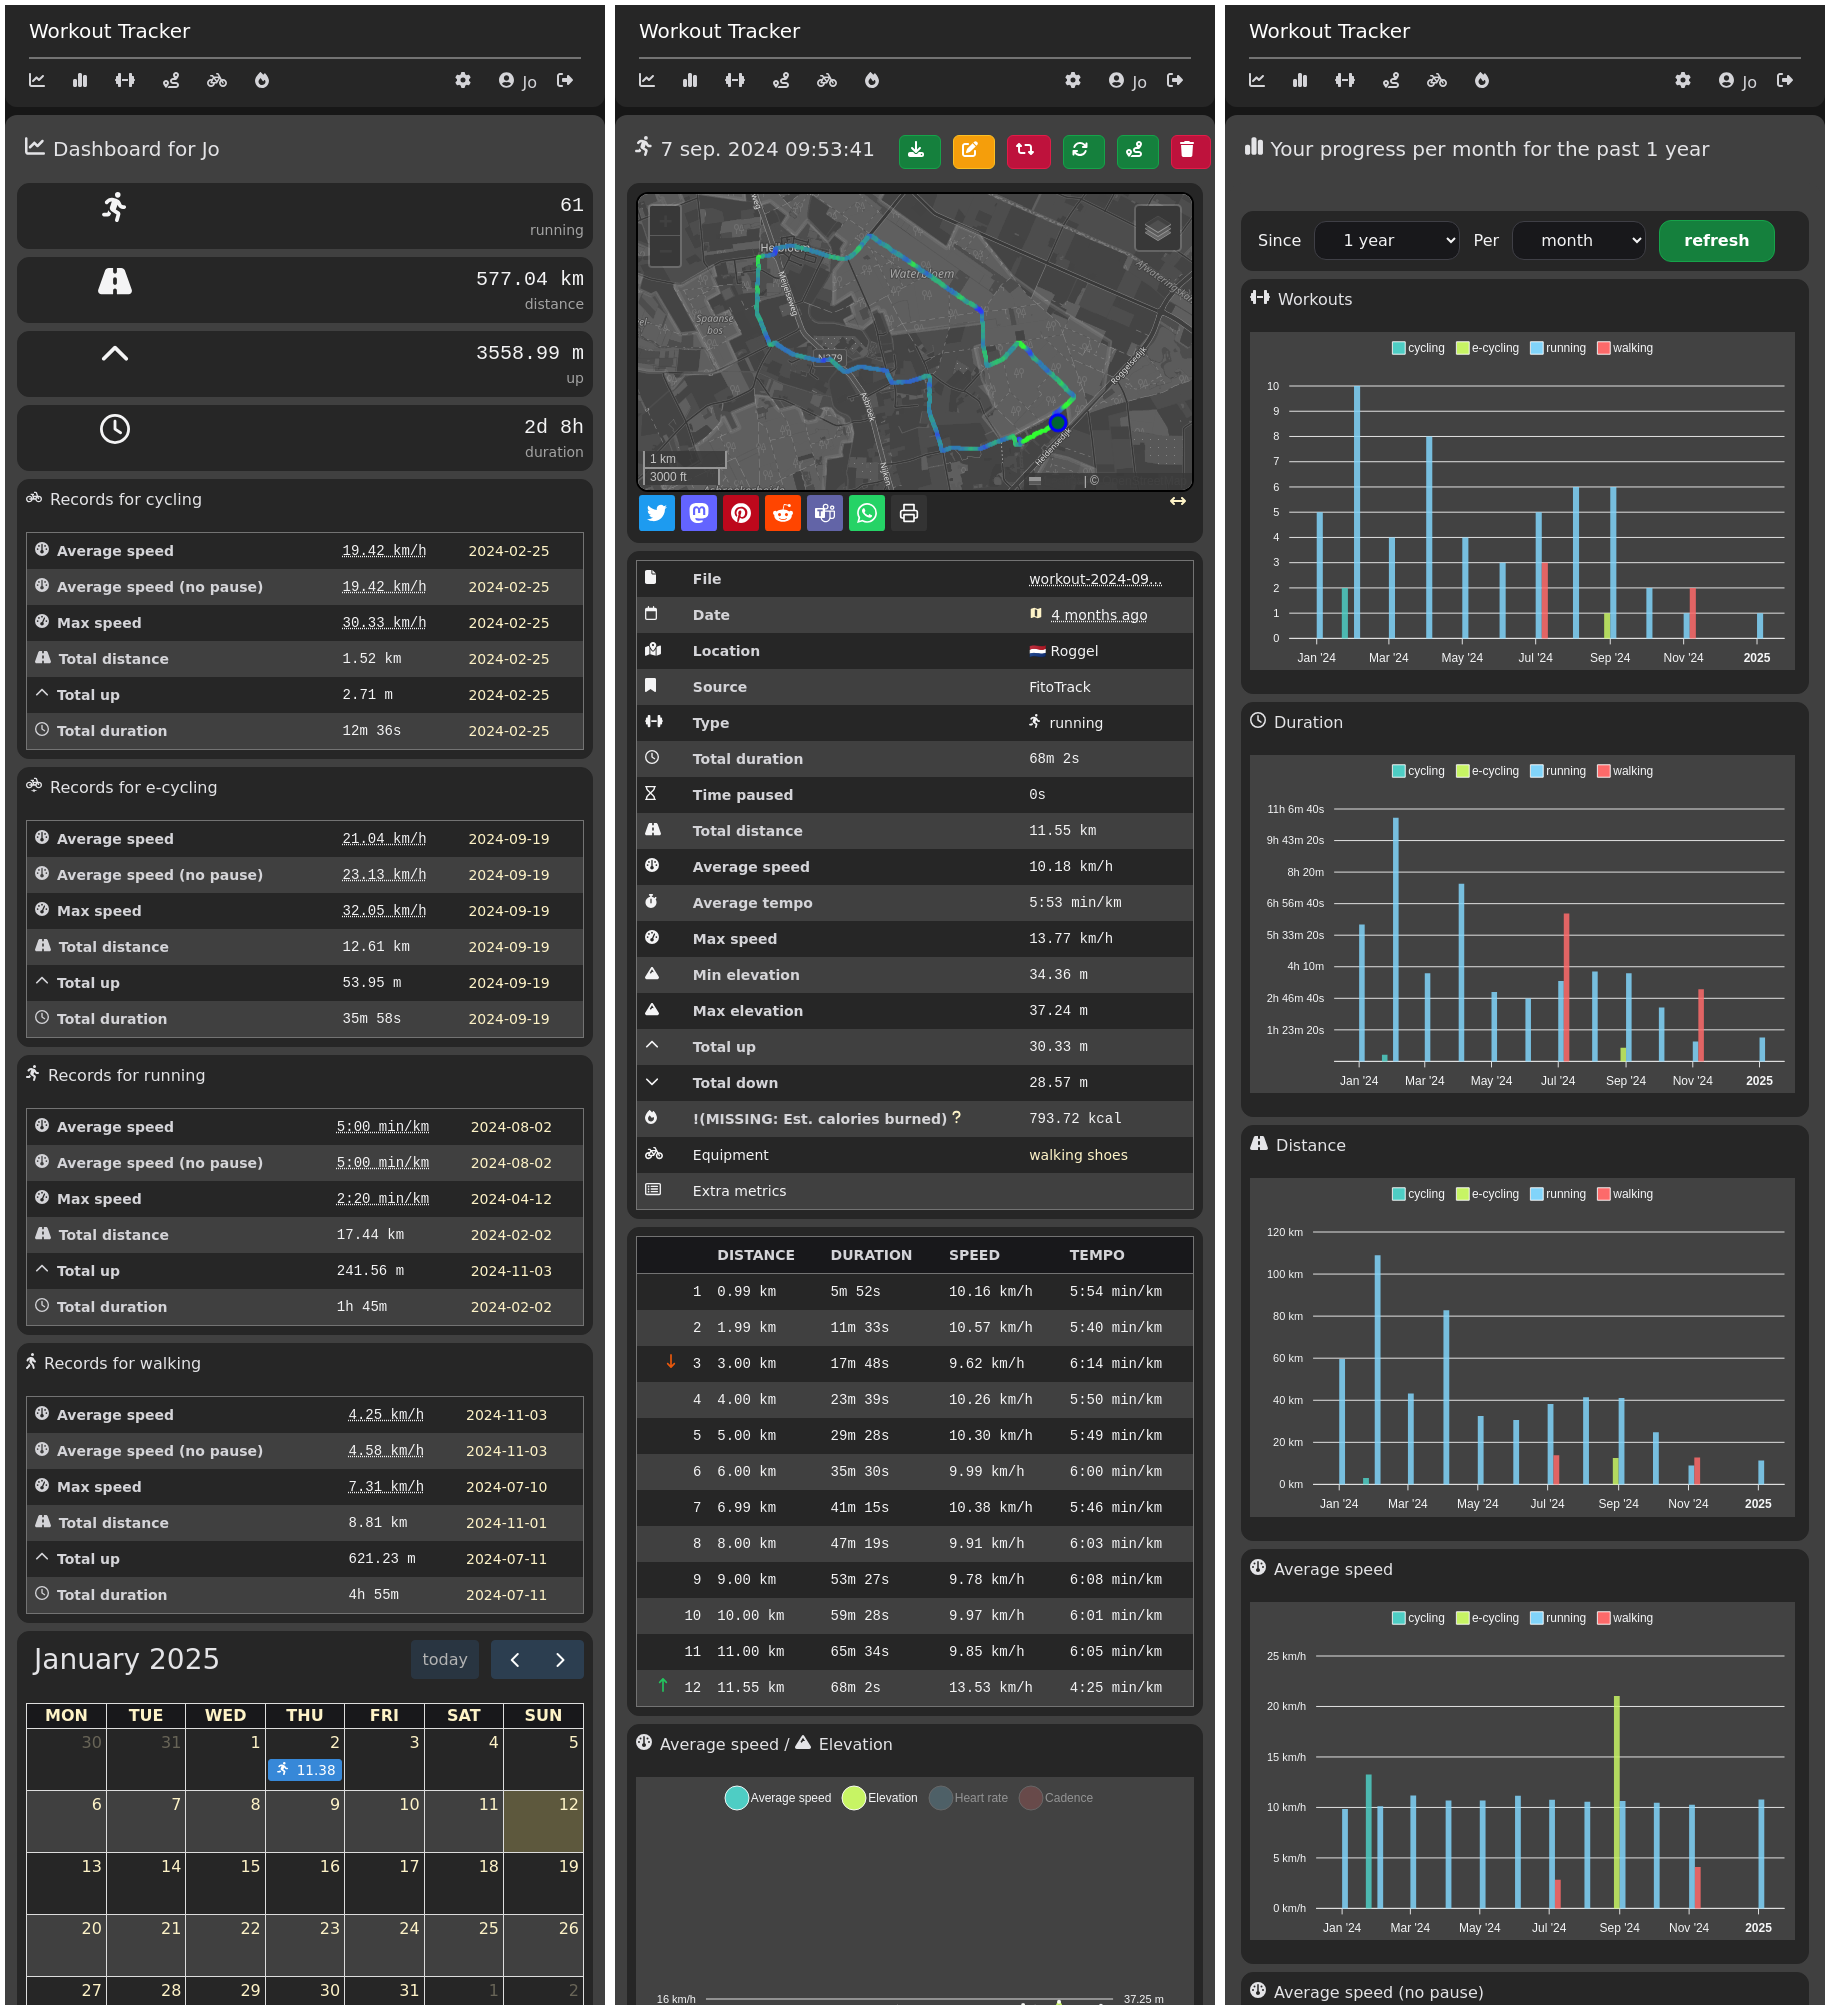 Workout Tracker
Jo
Dashboard for Jo
61
running
577.04 km
distance
3558.99 m
up
2d 8h
duration
Records for cycling
Average speed 19.42 km/h 2024-02-25
Average speed (no pause) 19.42 km/h 2024-02-25
Max speed 30.33 km/h 2024-02-25
Total distance 1.52 km 2024-02-25
Total up 2.71 m 2024-02-25
Total duration 12m 36s 2024-02-25
Records for e-cycling
Average speed 21.04 km/h 2024-09-19
Average speed (no pause) 23.13 km/h 2024-09-19
Max speed 32.05 km/h 2024-09-19
Total distance 12.61 km 2024-09-19
Total up 53.95 m 2024-09-19
Total duration 35m 58s 2024-09-19
Records for running
Average speed 5:00 min/km 2024-08-02
Average speed (no pause) 5:00 min/km 2024-08-02
Max speed 2:20 min/km 2024-04-12
Total distance 17.44 km 2024-02-02
Total up 241.56 m 2024-11-03
Total duration 1h 45m 2024-02-02
Records for walking
Average speed 4.25 km/h 2024-11-03
Average speed (no pause) 4.58 km/h 2024-11-03
Max speed 7.31 km/h 2024-07-10
Total distance 8.81 km 2024-11-01
Total up 621.23 m 2024-07-11
Total duration 4h 55m 2024-07-11
January 2025 today
MON TUE WED THU FRI SAT SUN
30 31 1 2 3 4 5
11.38
6 7 8 9 10 11 12
13 14 15 16 17 18 19
20 21 22 23 24 25 26
27 28 29 30 31 1 2
Workout Tracker
Jo
7 sep. 2024 09:53:41
Waterbloem
Spaanse
bos
Meijelseweg
N279
Roggelsedijk
Asbroek
Heldensedijk
1 km
3000 ft
| ©
File workout-2024-09...
Date 4 months ago
Location Roggel
Source FitoTrack
Type running
Total duration 68m 2s
Time paused 0s
Total distance 11.55 km
Average speed 10.18 km/h
Average tempo 5:53 min/km
Max speed 13.77 km/h
Min elevation 34.36 m
Max elevation 37.24 m
Total up 30.33 m
Total down 28.57 m
!(MISSING: Est. calories burned) ? 793.72 kcal
Equipment walking shoes
Extra metrics
DISTANCE DURATION SPEED TEMPO
1 0.99 km 5m 52s 10.16 km/h 5:54 min/km
2 1.99 km 11m 33s 10.57 km/h 5:40 min/km
↓ 3 3.00 km 17m 48s 9.62 km/h 6:14 min/km
4 4.00 km 23m 39s 10.26 km/h 5:50 min/km
5 5.00 km 29m 28s 10.30 km/h 5:49 min/km
6 6.00 km 35m 30s 9.99 km/h 6:00 min/km
7 6.99 km 41m 15s 10.38 km/h 5:46 min/km
8 8.00 km 47m 19s 9.91 km/h 6:03 min/km
9 9.00 km 53m 27s 9.78 km/h 6:08 min/km
10 10.00 km 59m 28s 9.97 km/h 6:01 min/km
11 11.00 km 65m 34s 9.85 km/h 6:05 min/km
↑ 12 11.55 km 68m 2s 13.53 km/h 4:25 min/km
Average speed / Elevation
Average speed Elevation Heart rate Cadence
16 km/h 37.25 m
Workout Tracker
Jo
Your progress per month for the past 1 year
Since 1 year Per month refresh
Workouts
cycling e-cycling running walking
10
9
8
7
6
5
4
3
2
1
0
Jan '24 Mar '24 May '24 Jul '24 Sep '24 Nov '24 2025
Duration
cycling e-cycling running walking
11h 6m 40s
9h 43m 20s
8h 20m
6h 56m 40s
5h 33m 20s
4h 10m
2h 46m 40s
1h 23m 20s
Jan '24 Mar '24 May '24 Jul '24 Sep '24 Nov '24 2025
Distance
cycling e-cycling running walking
120 km
100 km
80 km
60 km
40 km
20 km
0 km
Jan '24 Mar '24 May '24 Jul '24 Sep '24 Nov '24 2025
Average speed
cycling e-cycling running walking
25 km/h
20 km/h
15 km/h
10 km/h
5 km/h
0 km/h
Jan '24 Mar '24 May '24 Jul '24 Sep '24 Nov '24 2025
Average speed (no pause)